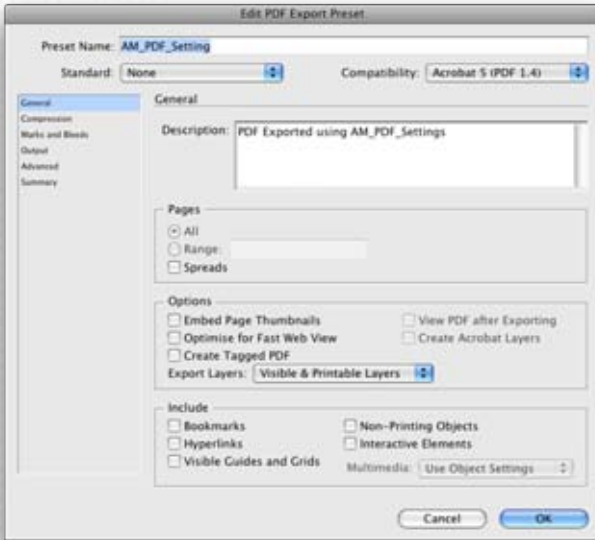 Edit PDF Export Preset
Preset Name: AM_PDF_Setting
Standard: None Compatibility: Acrobat 5 (PDF 1.4)
General
Compression
Marks and Bleeds
Output
Advanced
Summary
General
Description: PDF Exported using AM_PDF_Settings
Pages
All
Range:
Spreads
Options
Embed Page Thumbnails View PDF after Exporting
Optimise for Fast Web View Create Acrobat Layers
Create Tagged PDF
Export Layers: Visible & Printable Layers
Include
Bookmarks Non-Printing Objects
Hyperlinks Interactive Elements
Visible Guides and Grids Multimedia: Use Object Settings
Cancel OK